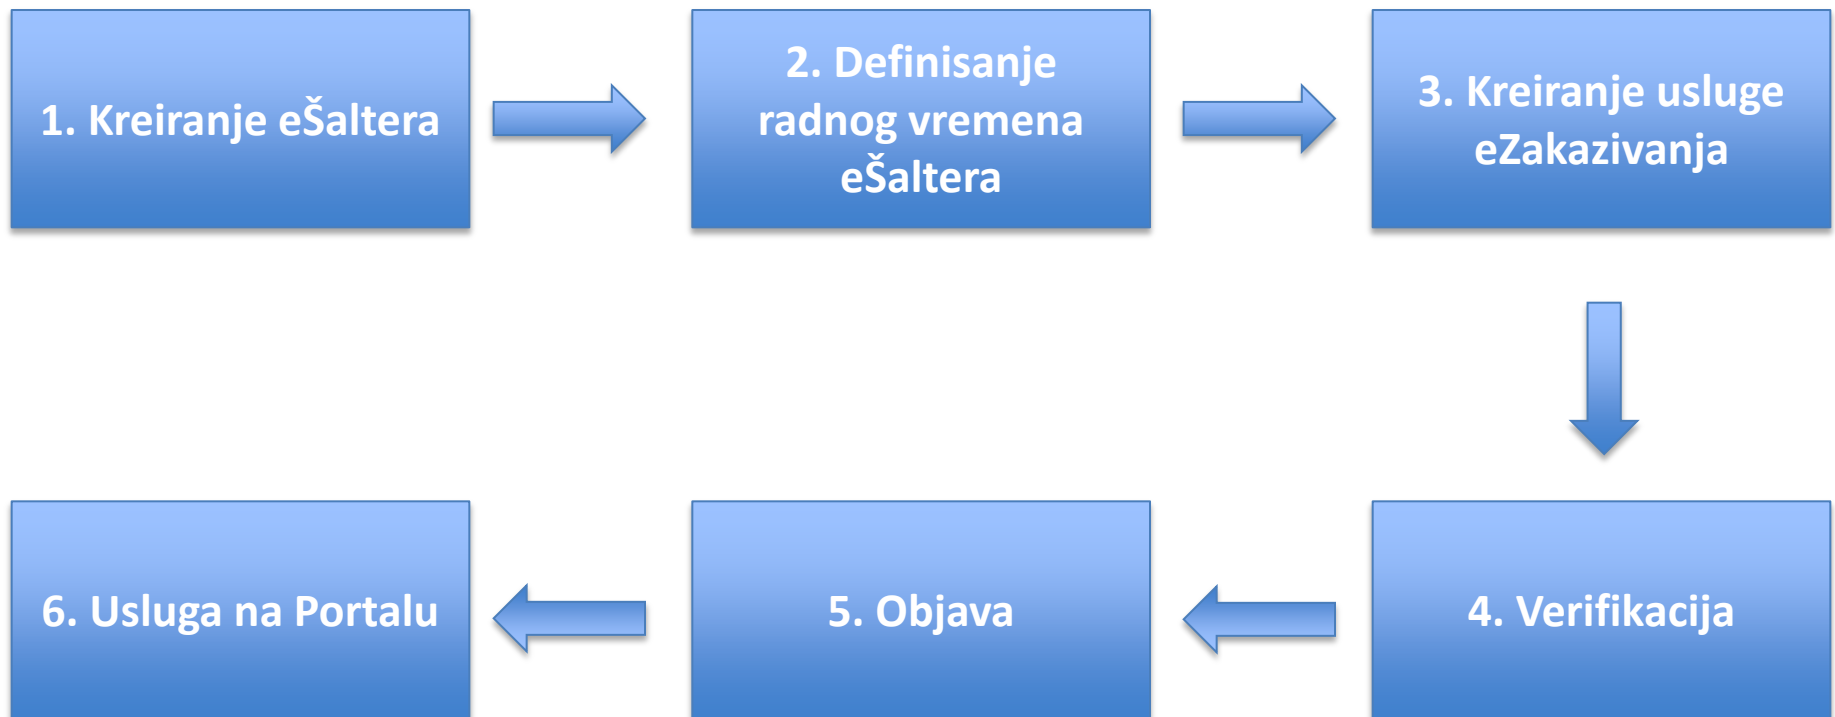 1. Kreiranje eŠaltera
2. Definisanje
radnog vremena
eŠaltera
3. Kreiranje usluge
eZakazivanja
4. Verifikacija
5. Objava
6. Usluga na Portalu